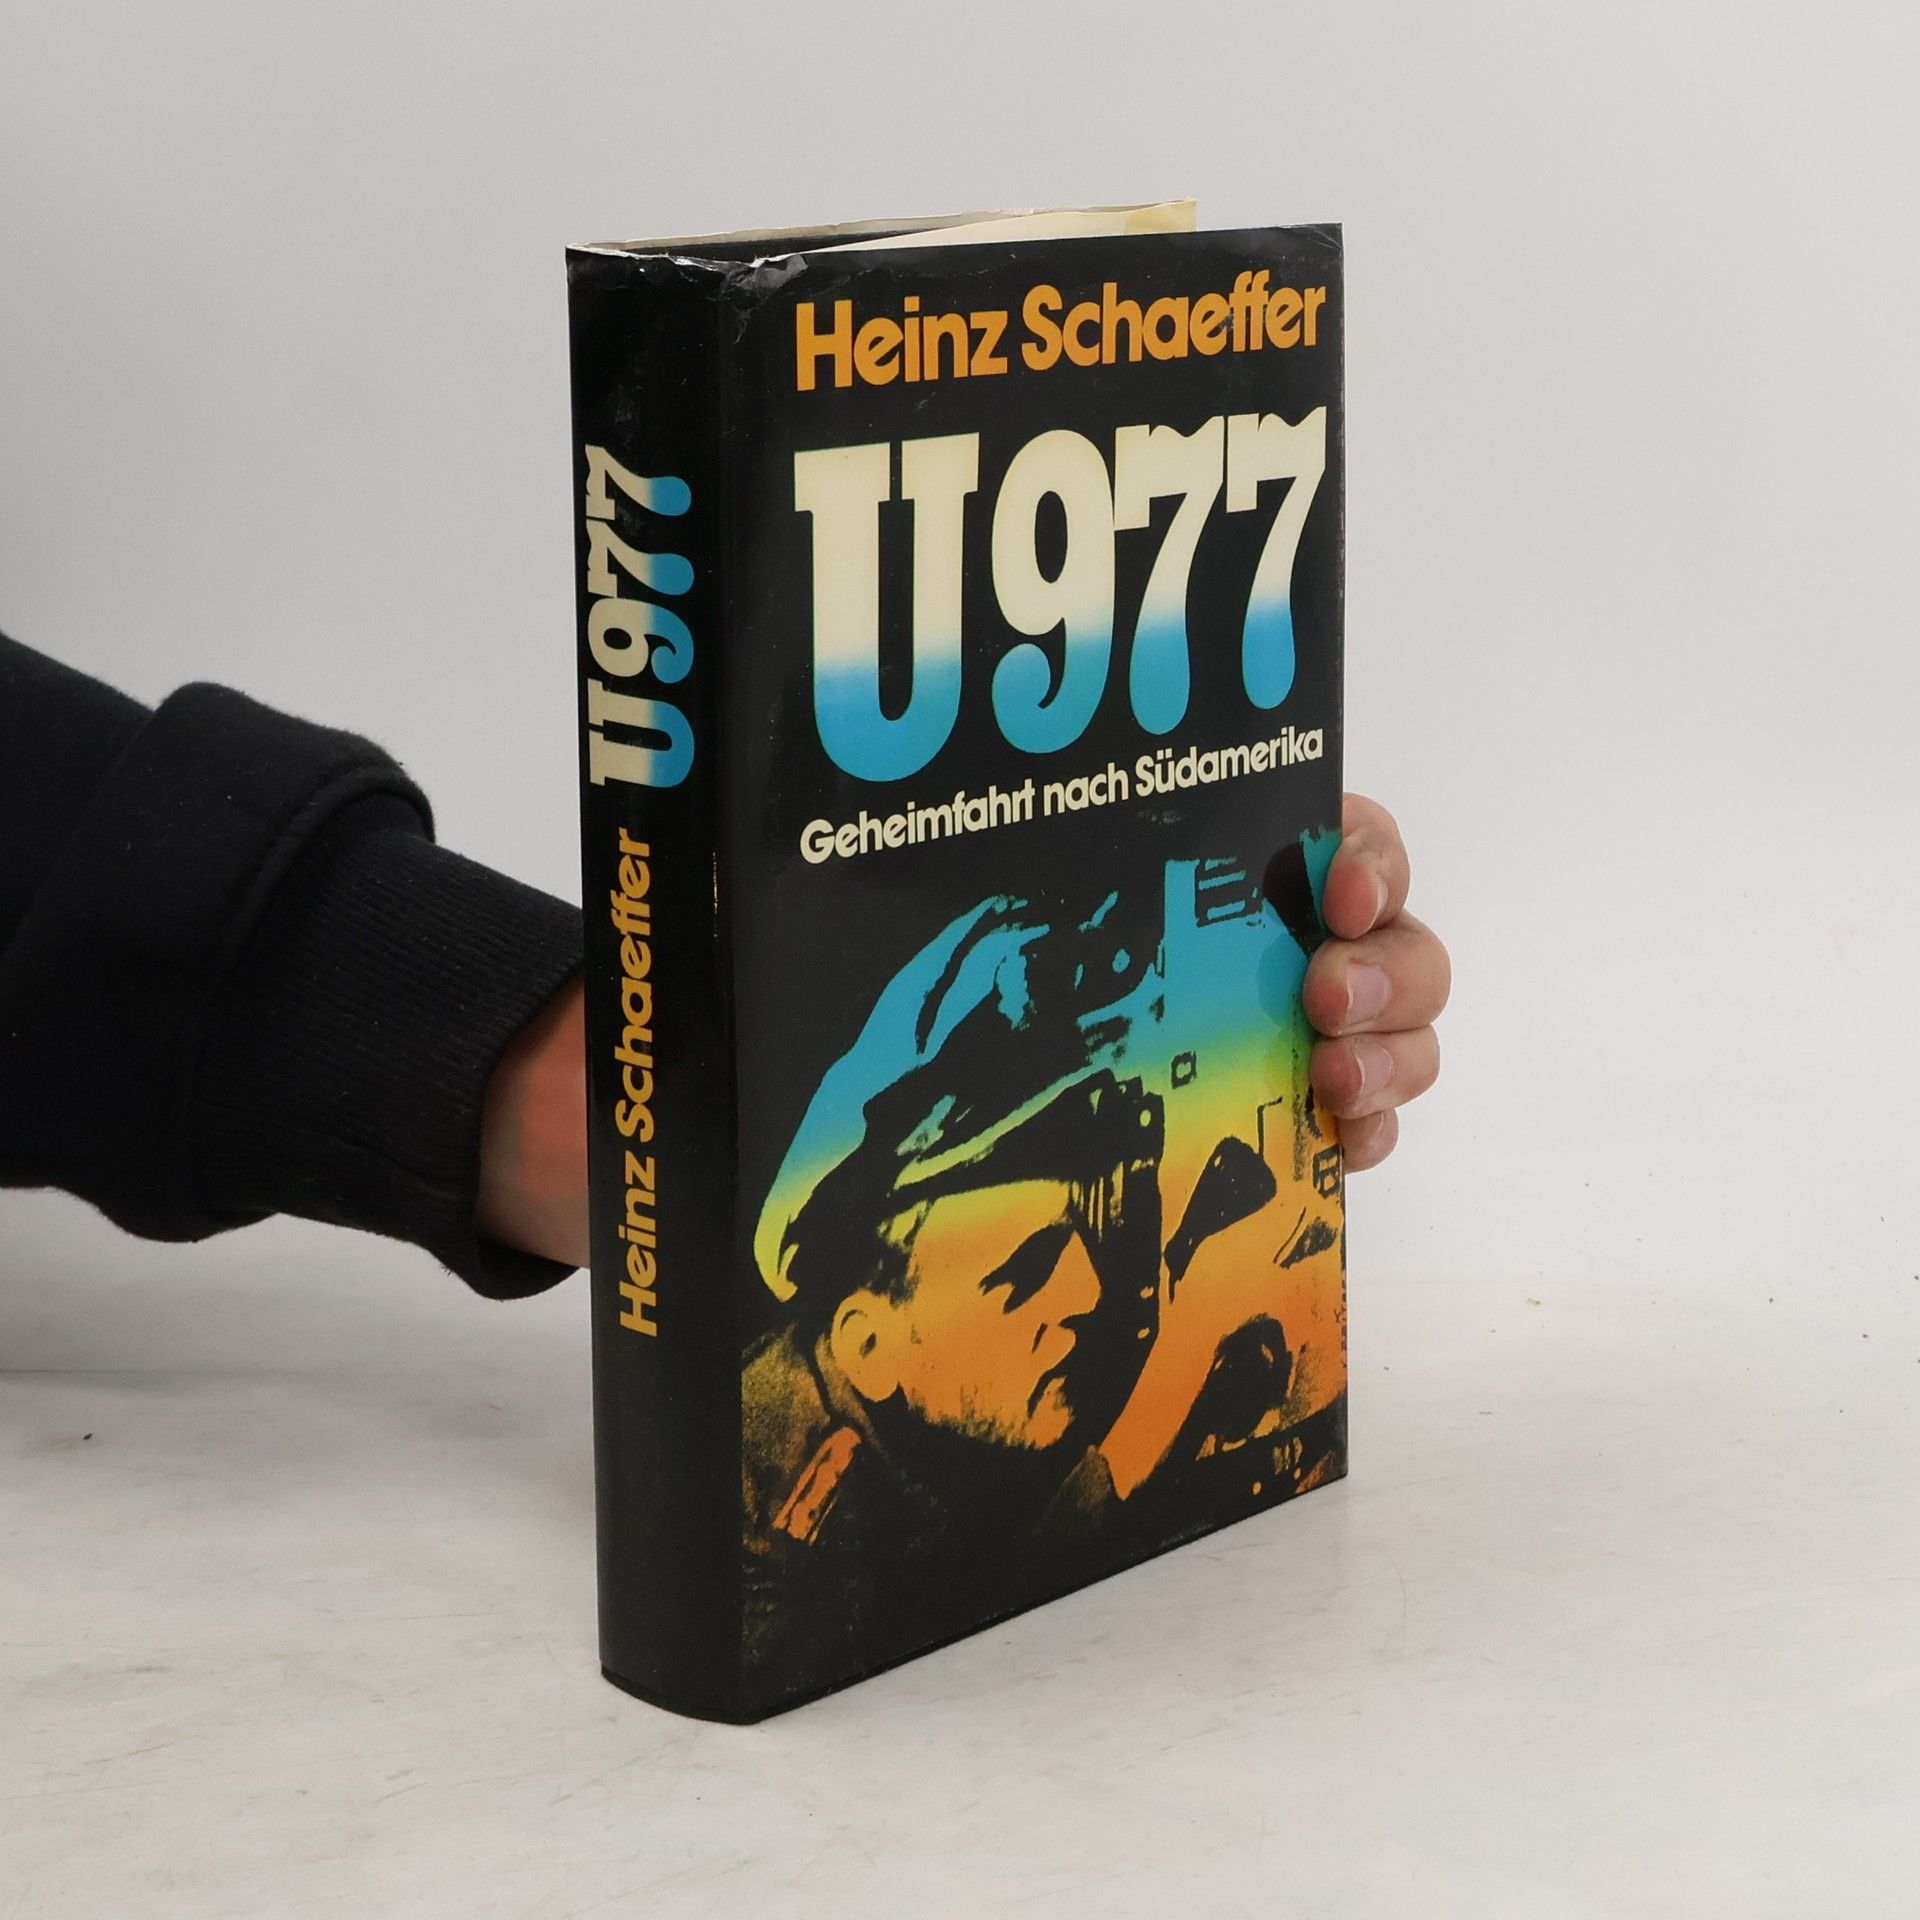 Heinz Schaeffer
U977
Geheimfahrt nach Südamerika
Heinz Schaeffer U977